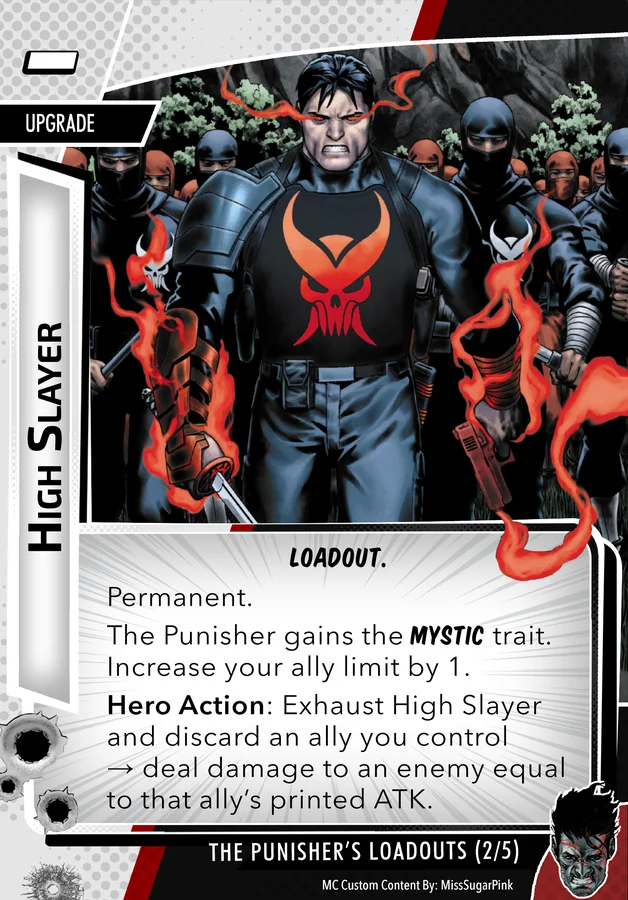 UPGRADE
High Slayer
LOADOUT.
Permanent.
The Punisher gains the MYSTIC trait.
Increase your ally limit by 1.
Hero Action: Exhaust High Slayer
and discard an ally you control
→ deal damage to an enemy equal
to that ally's printed ATK.
THE PUNISHER'S LOADOUTS (2/5)
MC Custom Content By: MissSugarPink